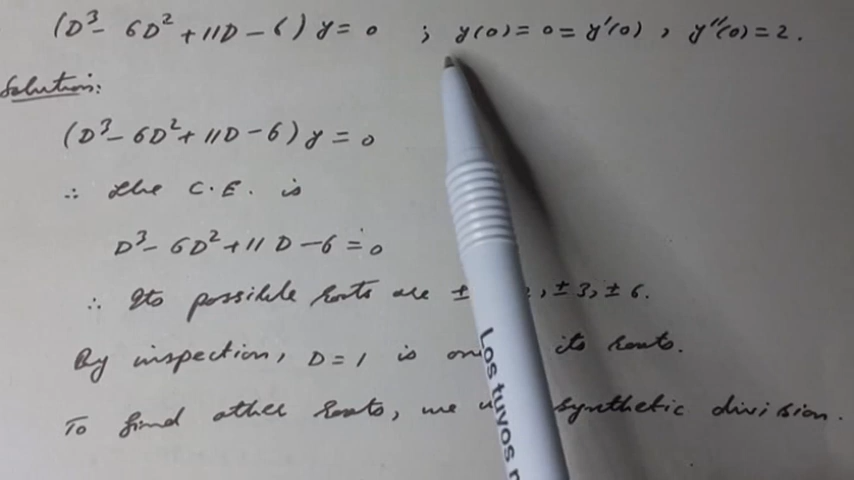 (D³- 6D² + 11D - 6) y = 0 ; y(0) = 0 = y'(0) , y''(0) = 2 .
Solution:
(D³- 6D² + 11D - 6) y = 0
∴ The C.E. is
D³- 6D² + 11 D - 6 = 0
∴ Its possible roots are ± , ± 3, ± 6.
By inspection, D = 1 is its roots.
To find other roots, we synthetic division.
Los tuyos